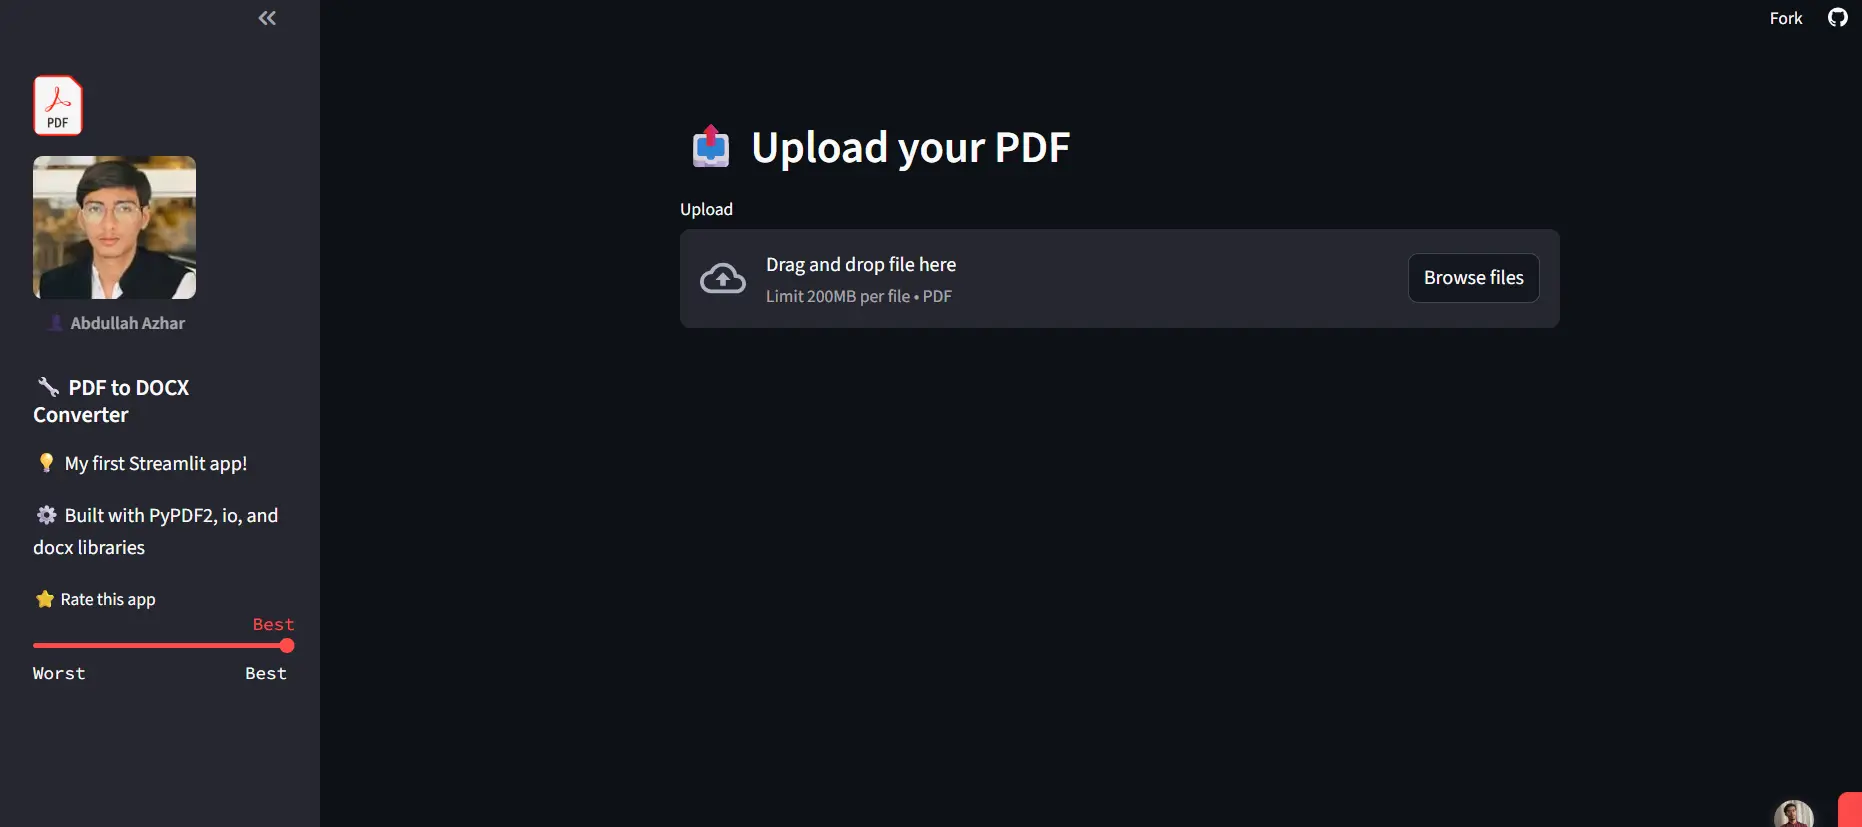 Fork
PDF
Abdullah Azhar
PDF to DOCX
Converter
My first Streamlit app!
Built with PyPDF2, io, and
docx libraries
Rate this app
Best
Worst Best
Upload your PDF
Upload
Drag and drop file here
Limit 200MB per file • PDF
Browse files